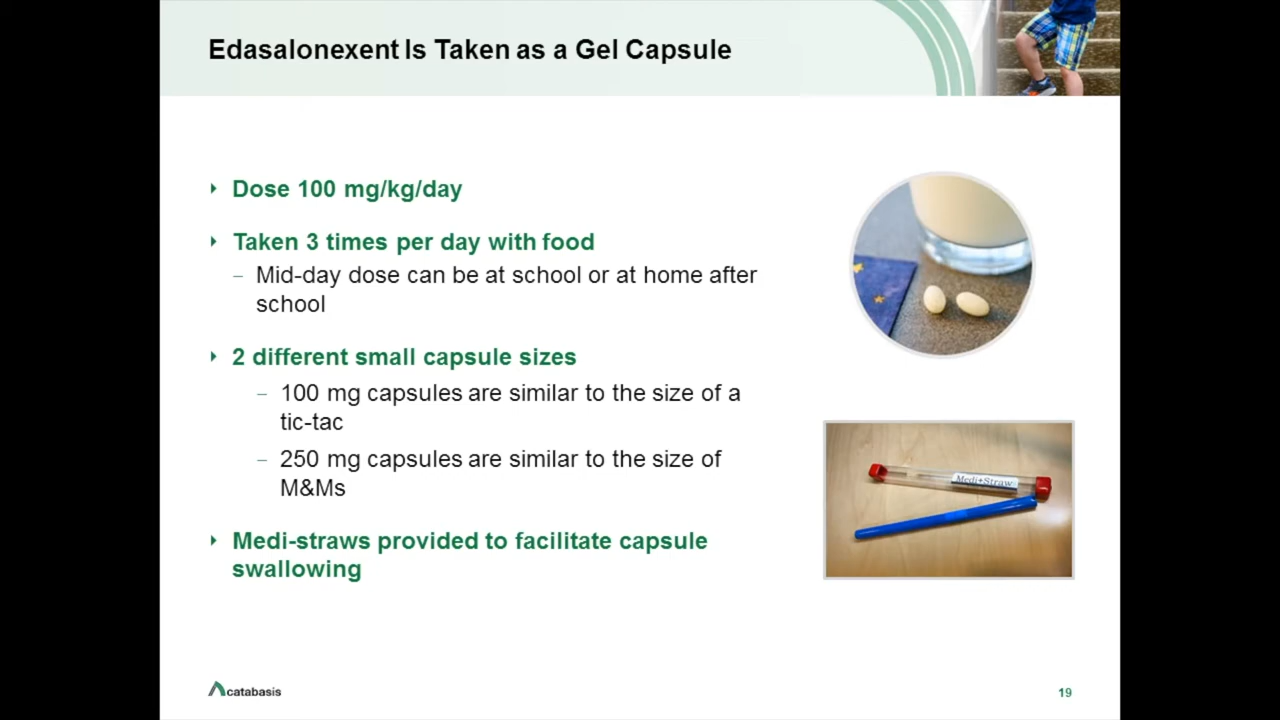 Edasalonexent Is Taken as a Gel Capsule
Dose 100 mg/kg/day
Taken 3 times per day with food
– Mid-day dose can be at school or at home after
school
2 different small capsule sizes
– 100 mg capsules are similar to the size of a
tic-tac
– 250 mg capsules are similar to the size of
M&Ms
Medi-straws provided to facilitate capsule
swallowing
Medi+Straw
catabasis
19